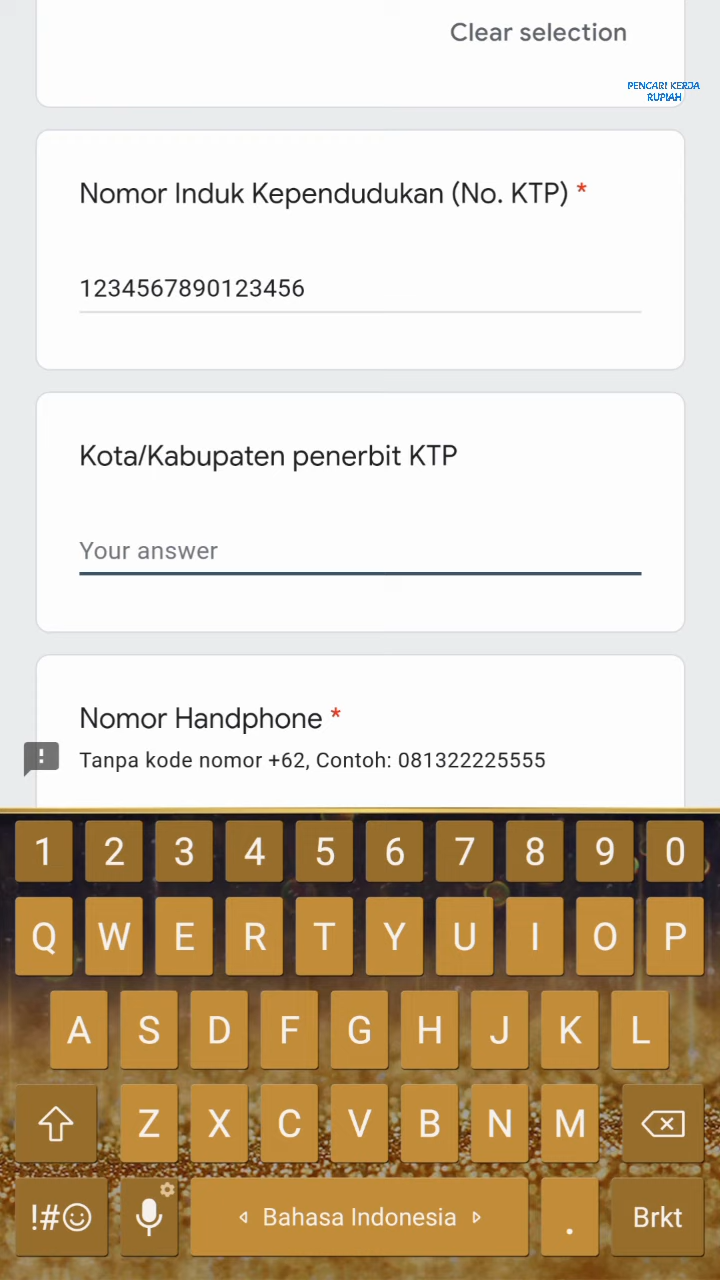 Clear selection
PENCARI KERJA
RUPIAH
Nomor Induk Kependudukan (No. KTP) *
1234567890123456
Kota/Kabupaten penerbit KTP
Your answer
Nomor Handphone *
Tanpa kode nomor +62, Contoh: 081322225555
1 2 3 4 5 6 7 8 9 0
Q W E R T Y U I O P
A S D F G H J K L
Z X C V B N M
!#☺ Bahasa Indonesia . Brkt